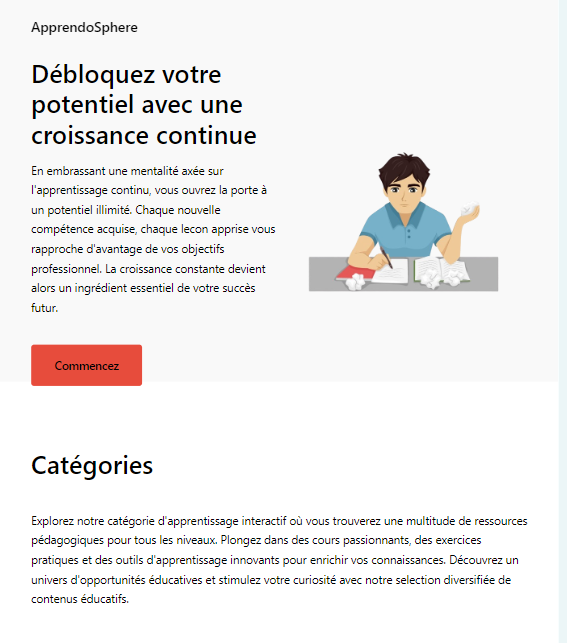 ApprendoSphere
Débloquez votre
potentiel avec une
croissance continue
En embrassant une mentalité axée sur
l'apprentissage continu, vous ouvrez la porte à
un potentiel illimité. Chaque nouvelle
compétence acquise, chaque lecon apprise vous
rapproche d'avantage de vos objectifs
professionnel. La croissance constante devient
alors un ingrédient essentiel de votre succès
futur.
Commencez
Catégories
Explorez notre catégorie d'apprentissage interactif où vous trouverez une multitude de ressources
pédagogiques pour tous les niveaux. Plongez dans des cours passionnants, des exercices
pratiques et des outils d'apprentissage innovants pour enrichir vos connaissances. Découvrez un
univers d'opportunités éducatives et stimulez votre curiosité avec notre selection diversifiée de
contenus éducatifs.